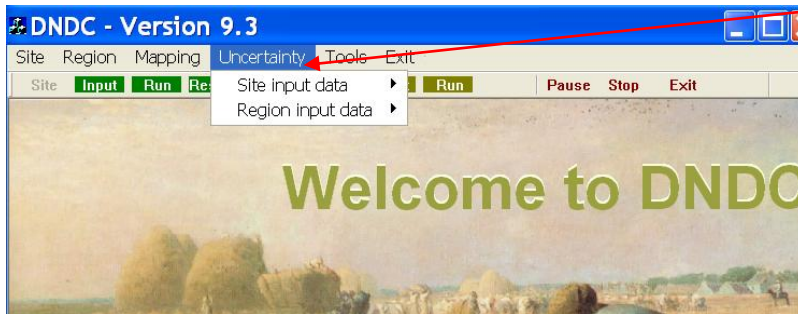 DNDC - Version 9.3
Site Region Mapping Uncertainty Tools Exit
Site Input Run Run Pause Stop Exit
Site input data
Region input data
Welcome to DNDC